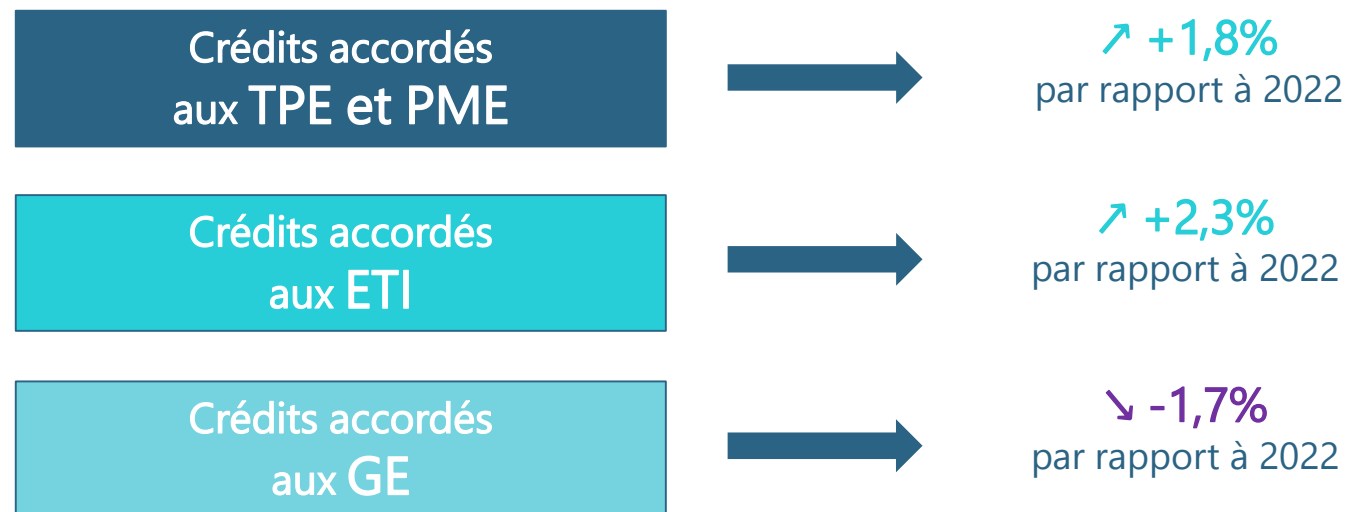 Crédits accordés
aux TPE et PME
↗ +1,8%
par rapport à 2022
Crédits accordés
aux ETI
↗ +2,3%
par rapport à 2022
Crédits accordés
aux GE
↘ -1,7%
par rapport à 2022